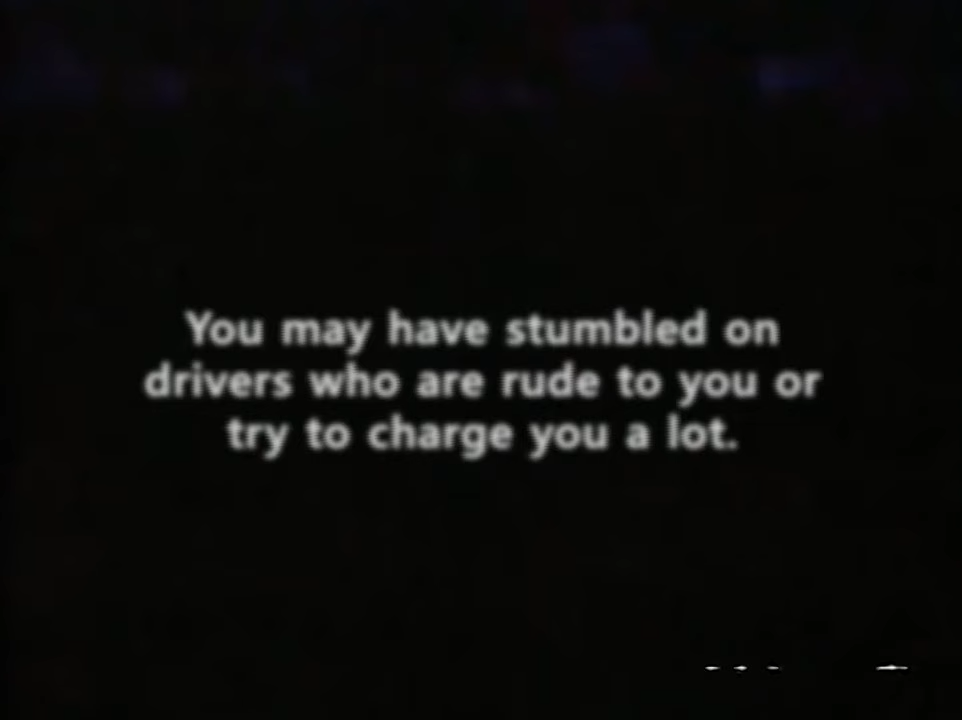 You may have stumbled on
drivers who are rude to you or
try to charge you a lot.